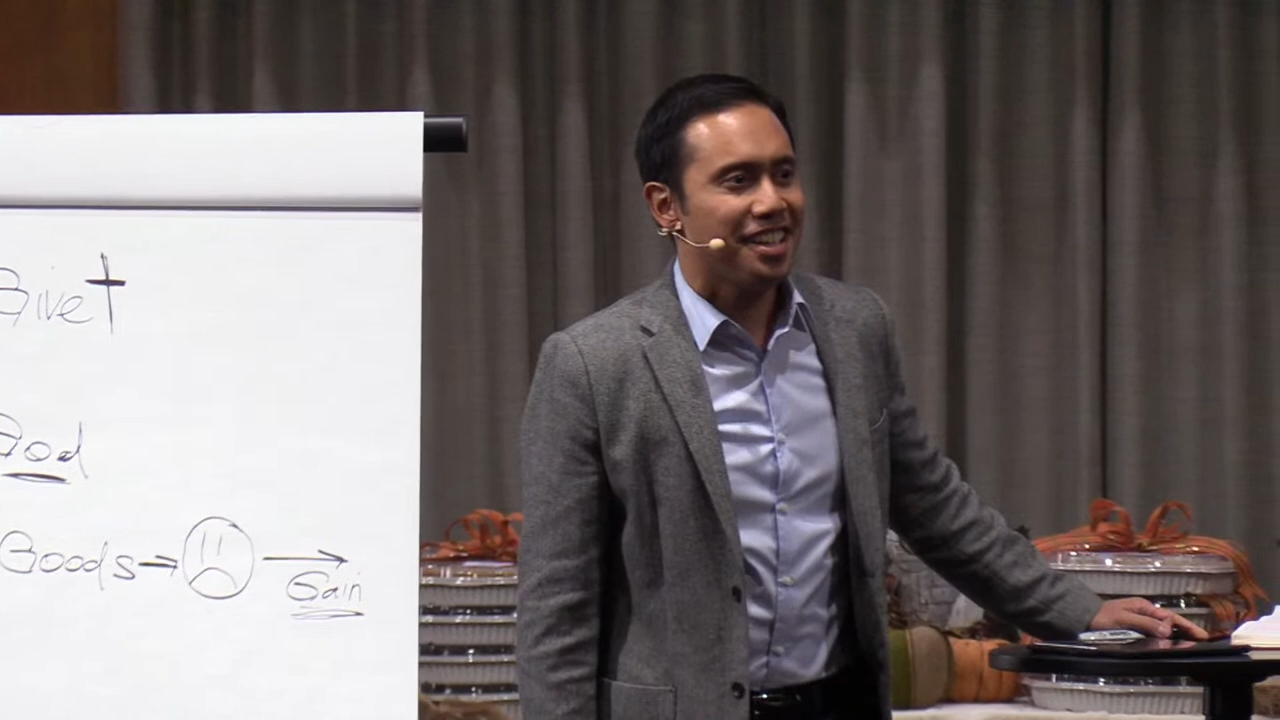 Give †
God
Goods → →
Gain